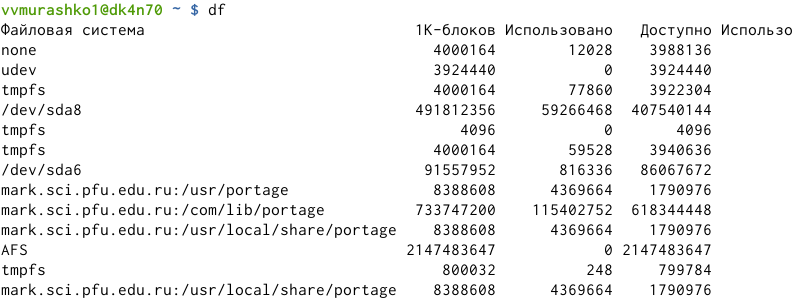 vvmurashko1@dk4n70 ~ $ df
Файловая система 1K-блоков Использовано Доступно Использо
none 4000164 12028 3988136
udev 3924440 0 3924440
tmpfs 4000164 77860 3922304
/dev/sda8 491812356 59266468 407540144
tmpfs 4096 0 4096
tmpfs 4000164 59528 3940636
/dev/sda6 91557952 816336 86067672
mark.sci.pfu.edu.ru:/usr/portage 8388608 4369664 1790976
mark.sci.pfu.edu.ru:/com/lib/portage 733747200 115402752 618344448
mark.sci.pfu.edu.ru:/usr/local/share/portage 8388608 4369664 1790976
AFS 2147483647 0 2147483647
tmpfs 800032 248 799784
mark.sci.pfu.edu.ru:/usr/local/share/portage 8388608 4369664 1790976